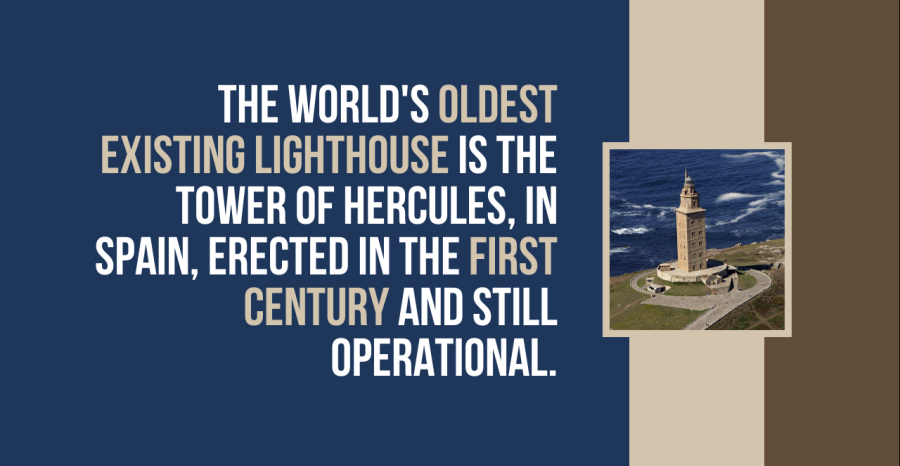 THE WORLD'S OLDEST
EXISTING LIGHTHOUSE IS THE
TOWER OF HERCULES, IN
SPAIN, ERECTED IN THE FIRST
CENTURY AND STILL
OPERATIONAL.